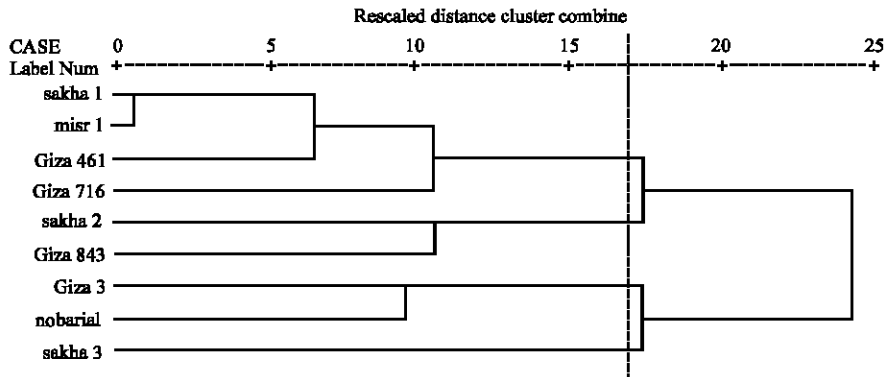 Rescaled distance cluster combine
CASE 0 5 10 15 20 25
Label Num
sakha 1
misr 1
Giza 461
Giza 716
sakha 2
Giza 843
Giza 3
nobarial
sakha 3